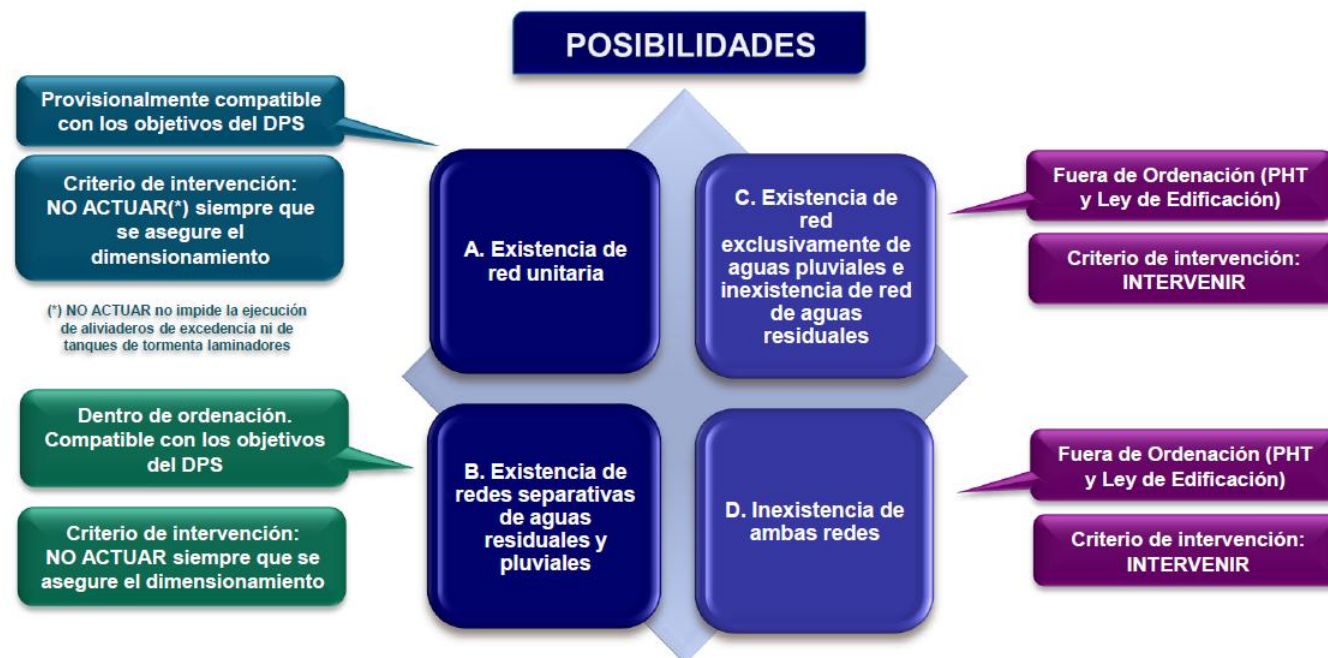 POSIBILIDADES
Provisionalmente compatible
con los objetivos del DPS
Criterio de intervención:
NO ACTUAR(*) siempre que
se asegure el
dimensionamiento
(*) NO ACTUAR no impide la ejecución
de aliviaderos de excedencia ni de
tanques de tormenta laminadores
A. Existencia de
red unitaria
C. Existencia de
red
exclusivamente de
aguas pluviales e
inexistencia de red
de aguas
residuales
Fuera de Ordenación (PHT
y Ley de Edificación)
Criterio de intervención:
INTERVENIR
Dentro de ordenación.
Compatible con los objetivos
del DPS
Criterio de intervención:
NO ACTUAR siempre que se
asegure el dimensionamiento
B. Existencia de
redes separativas
de aguas
residuales y
pluviales
D. Inexistencia de
ambas redes
Fuera de Ordenación (PHT
y Ley de Edificación)
Criterio de intervención:
INTERVENIR